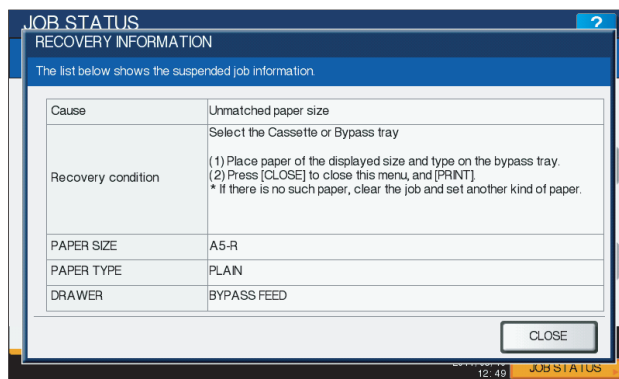 JOB STATUS
?
RECOVERY INFORMATION
The list below shows the suspended job information.
Cause
Unmatched paper size
Recovery condition
Select the Cassette or Bypass tray
(1) Place paper of the displayed size and type on the bypass tray.
(2) Press [CLOSE] to close this menu, and [PRINT].
* If there is no such paper, clear the job and set another kind of paper.
PAPER SIZE
A5-R
PAPER TYPE
PLAIN
DRAWER
BYPASS FEED
CLOSE
12:49
JOB STATUS